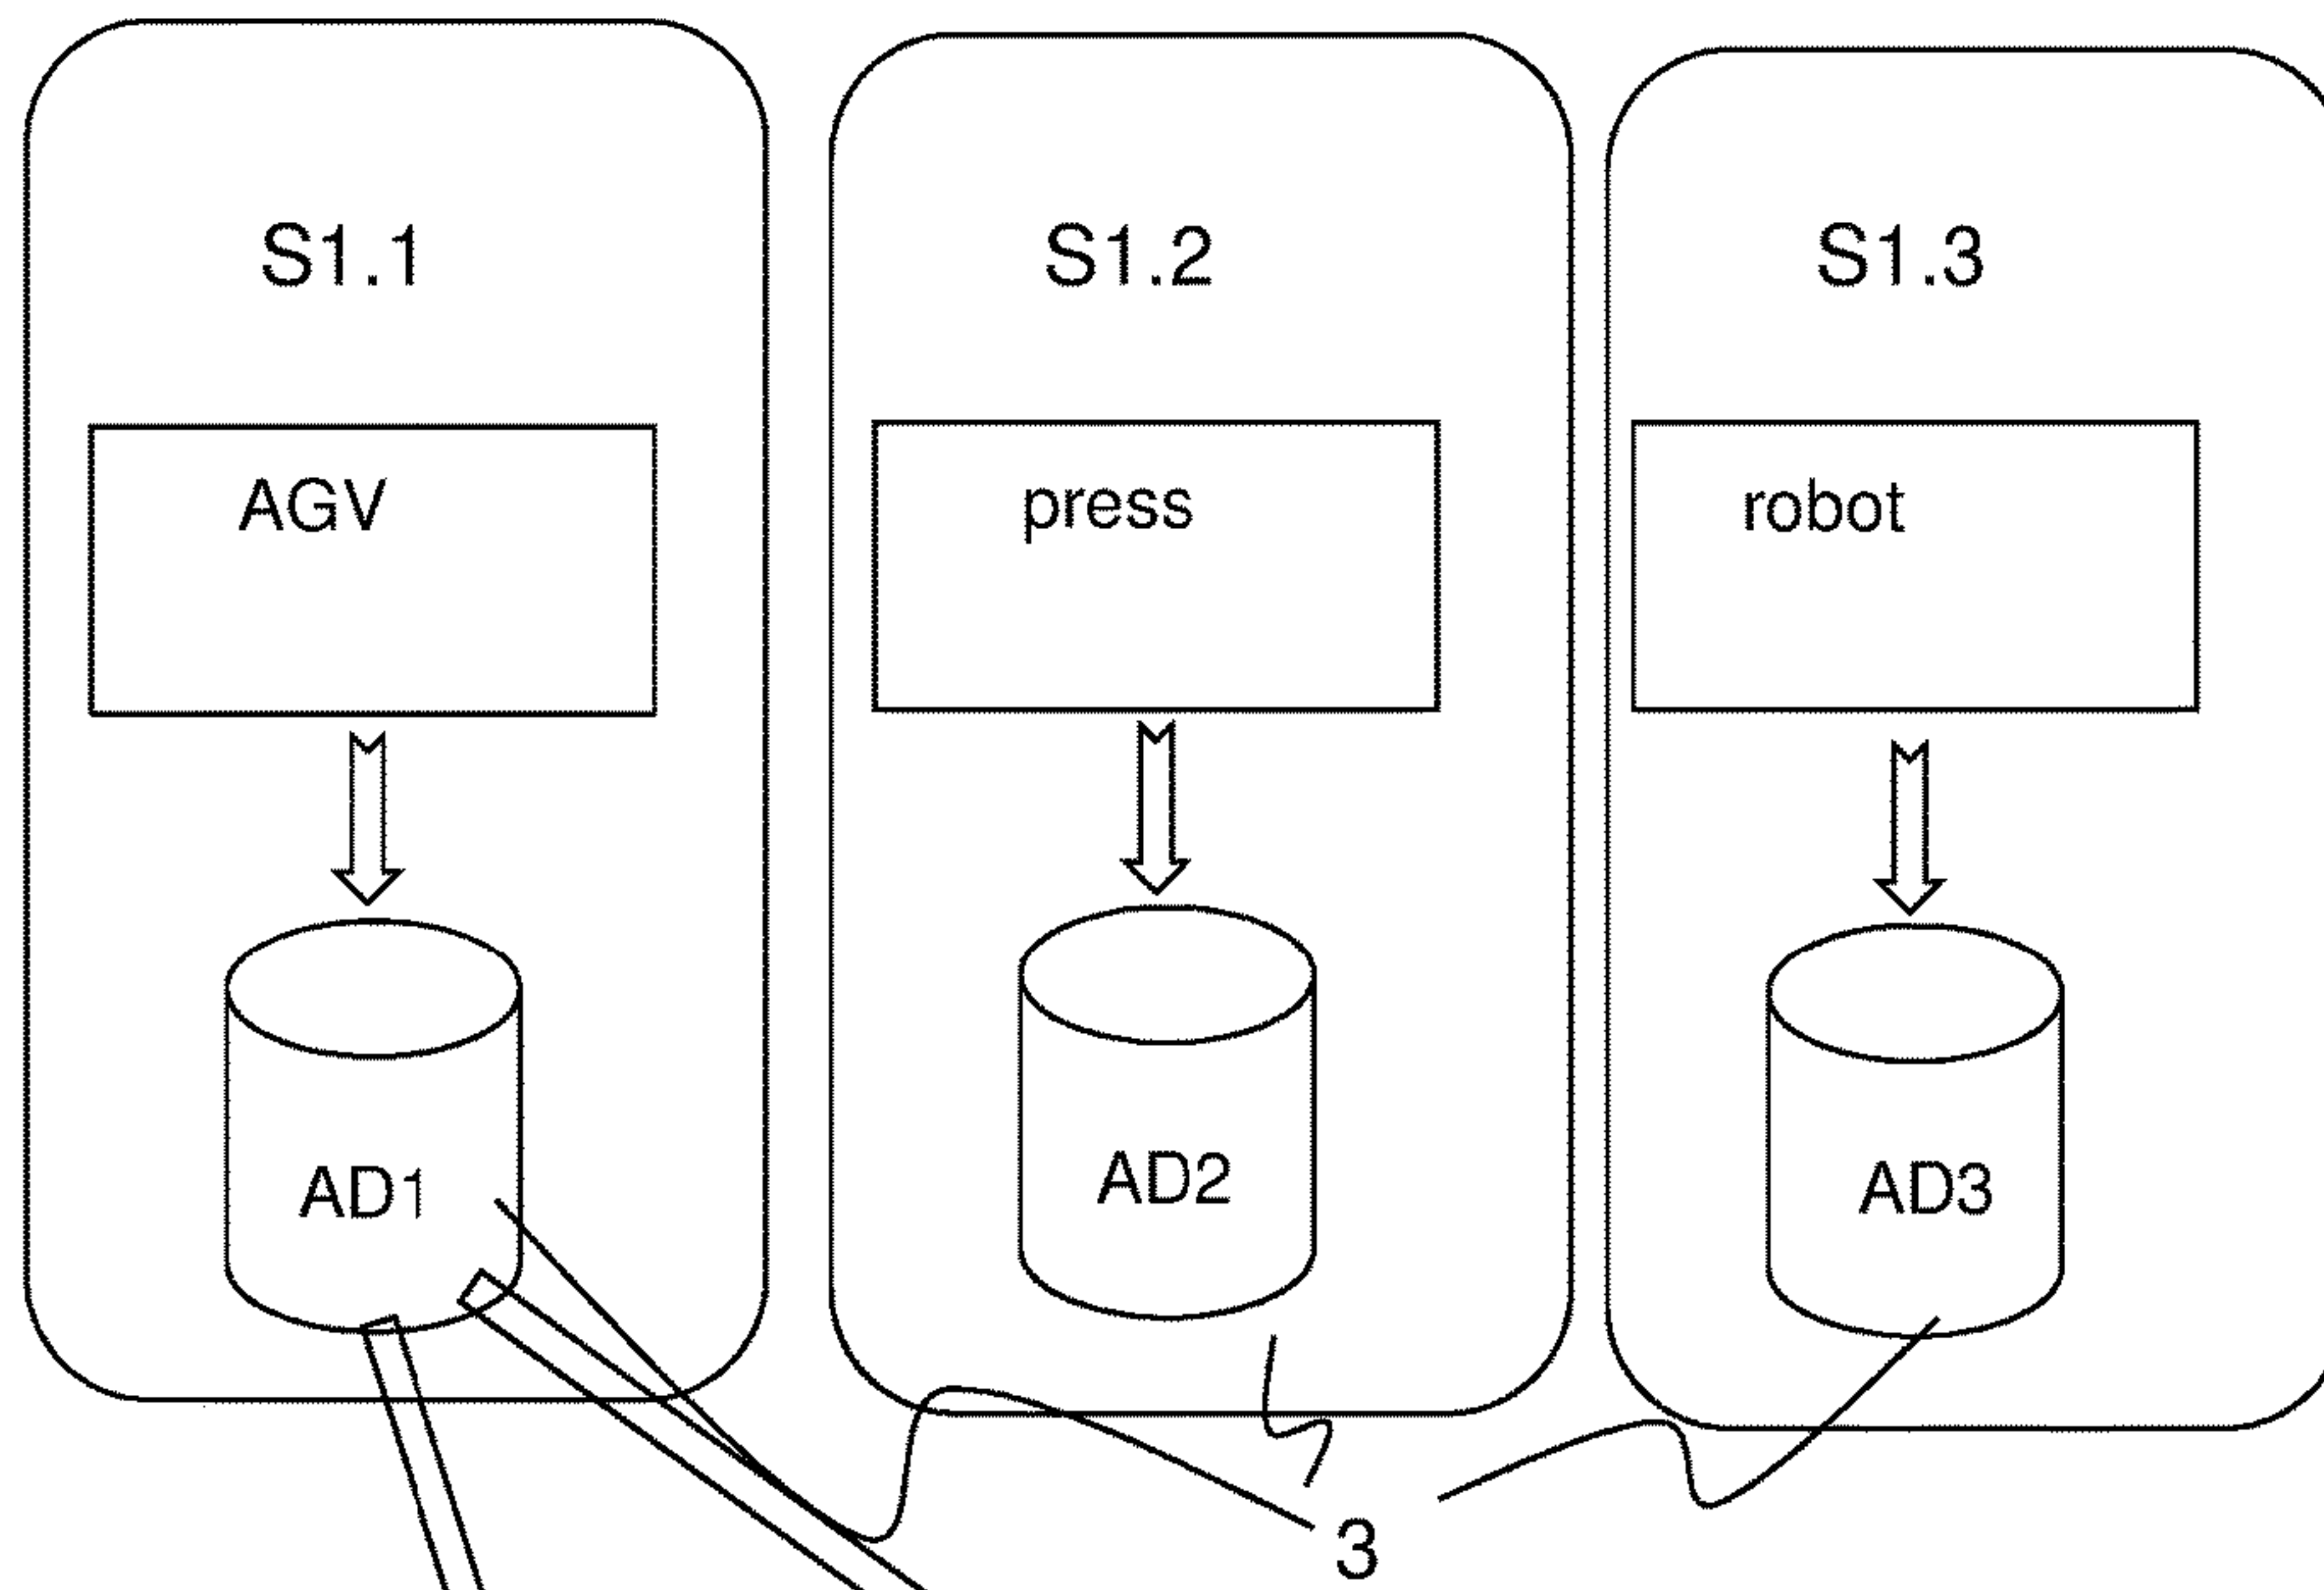 S1.1
S1.2
S1.3
AGV
press
robot
AD1
AD2
AD3
3